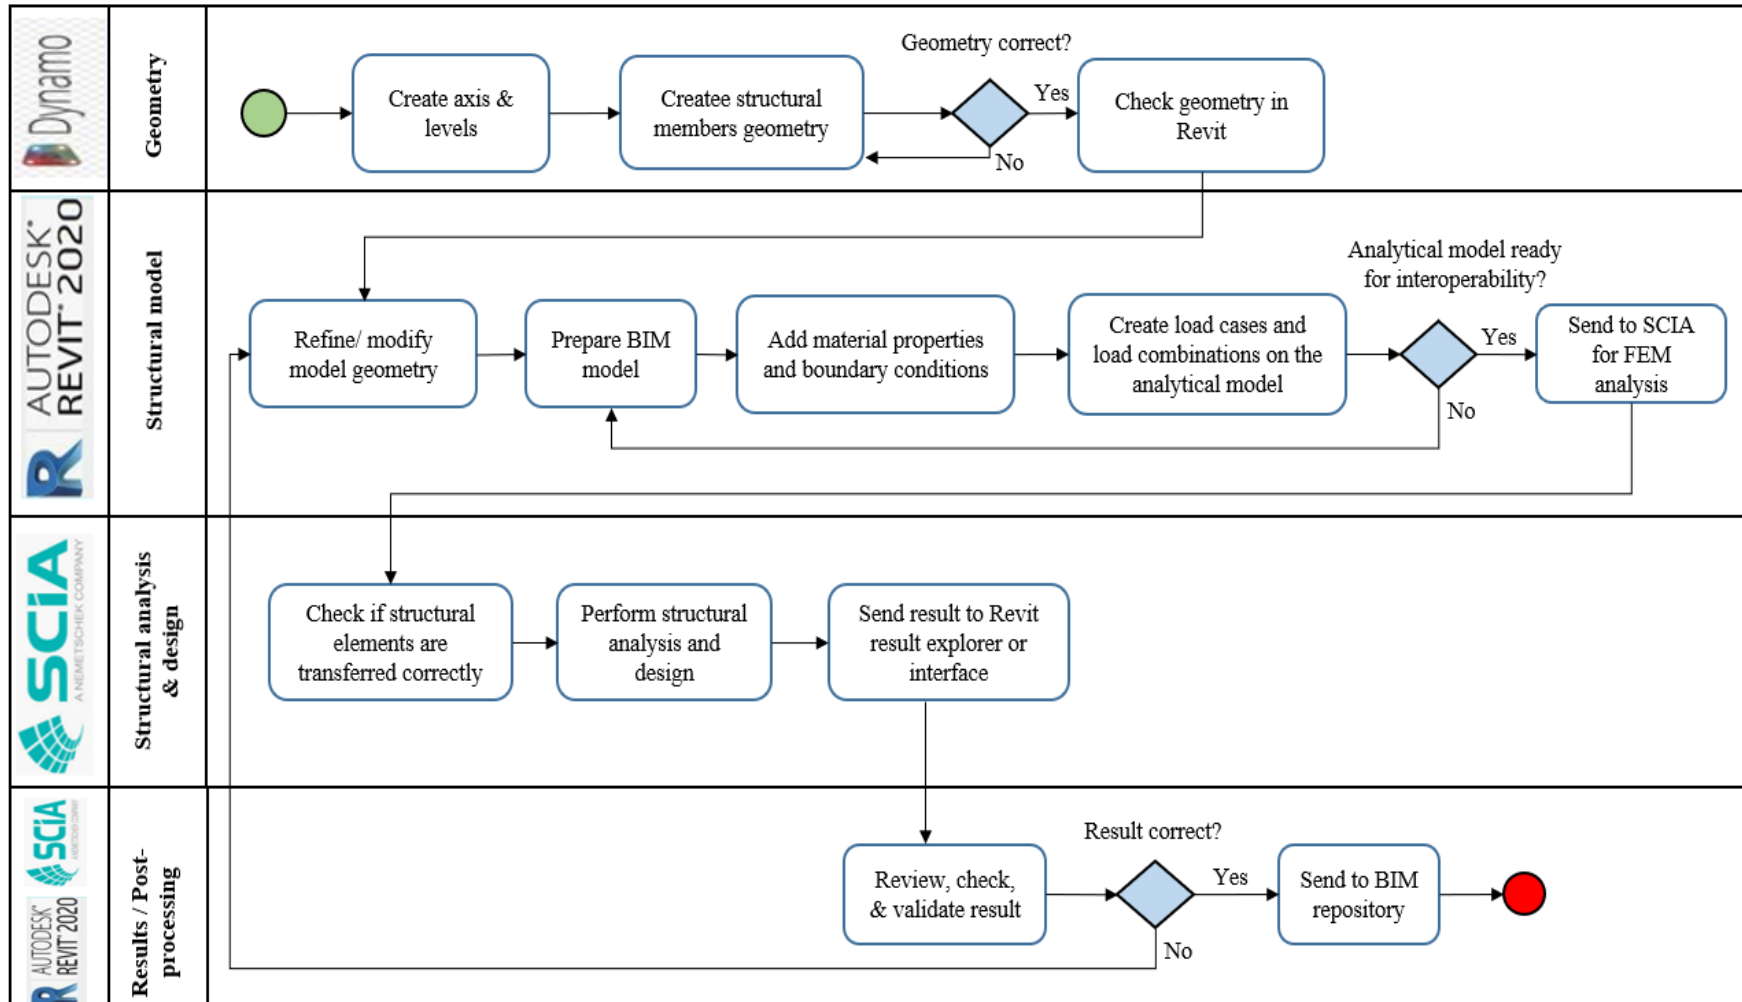 Dynamo
Geometry
Create axis &
levels
Createe structural
members geometry
Geometry correct?
Yes
No
Check geometry in
Revit
AUTODESK®
REVIT® 2020
R
Structural model
Refine/ modify
model geometry
Prepare BIM
model
Add material properties
and boundary conditions
Create load cases and
load combinations on the
analytical model
Analytical model ready
for interoperability?
Yes
No
Send to SCIA
for FEM
analysis
SCiA
A NEMETSCHEK COMPANY
Structural analysis
& design
Check if structural
elements are
transferred correctly
Perform structural
analysis and
design
Send result to Revit
result explorer or
interface
SCiA
A NEMETSCHEK COMPANY
AUTODESK®
REVIT® 2020
R
Results / Post-
processing
Review, check,
& validate result
Result correct?
Yes
No
Send to BIM
repository